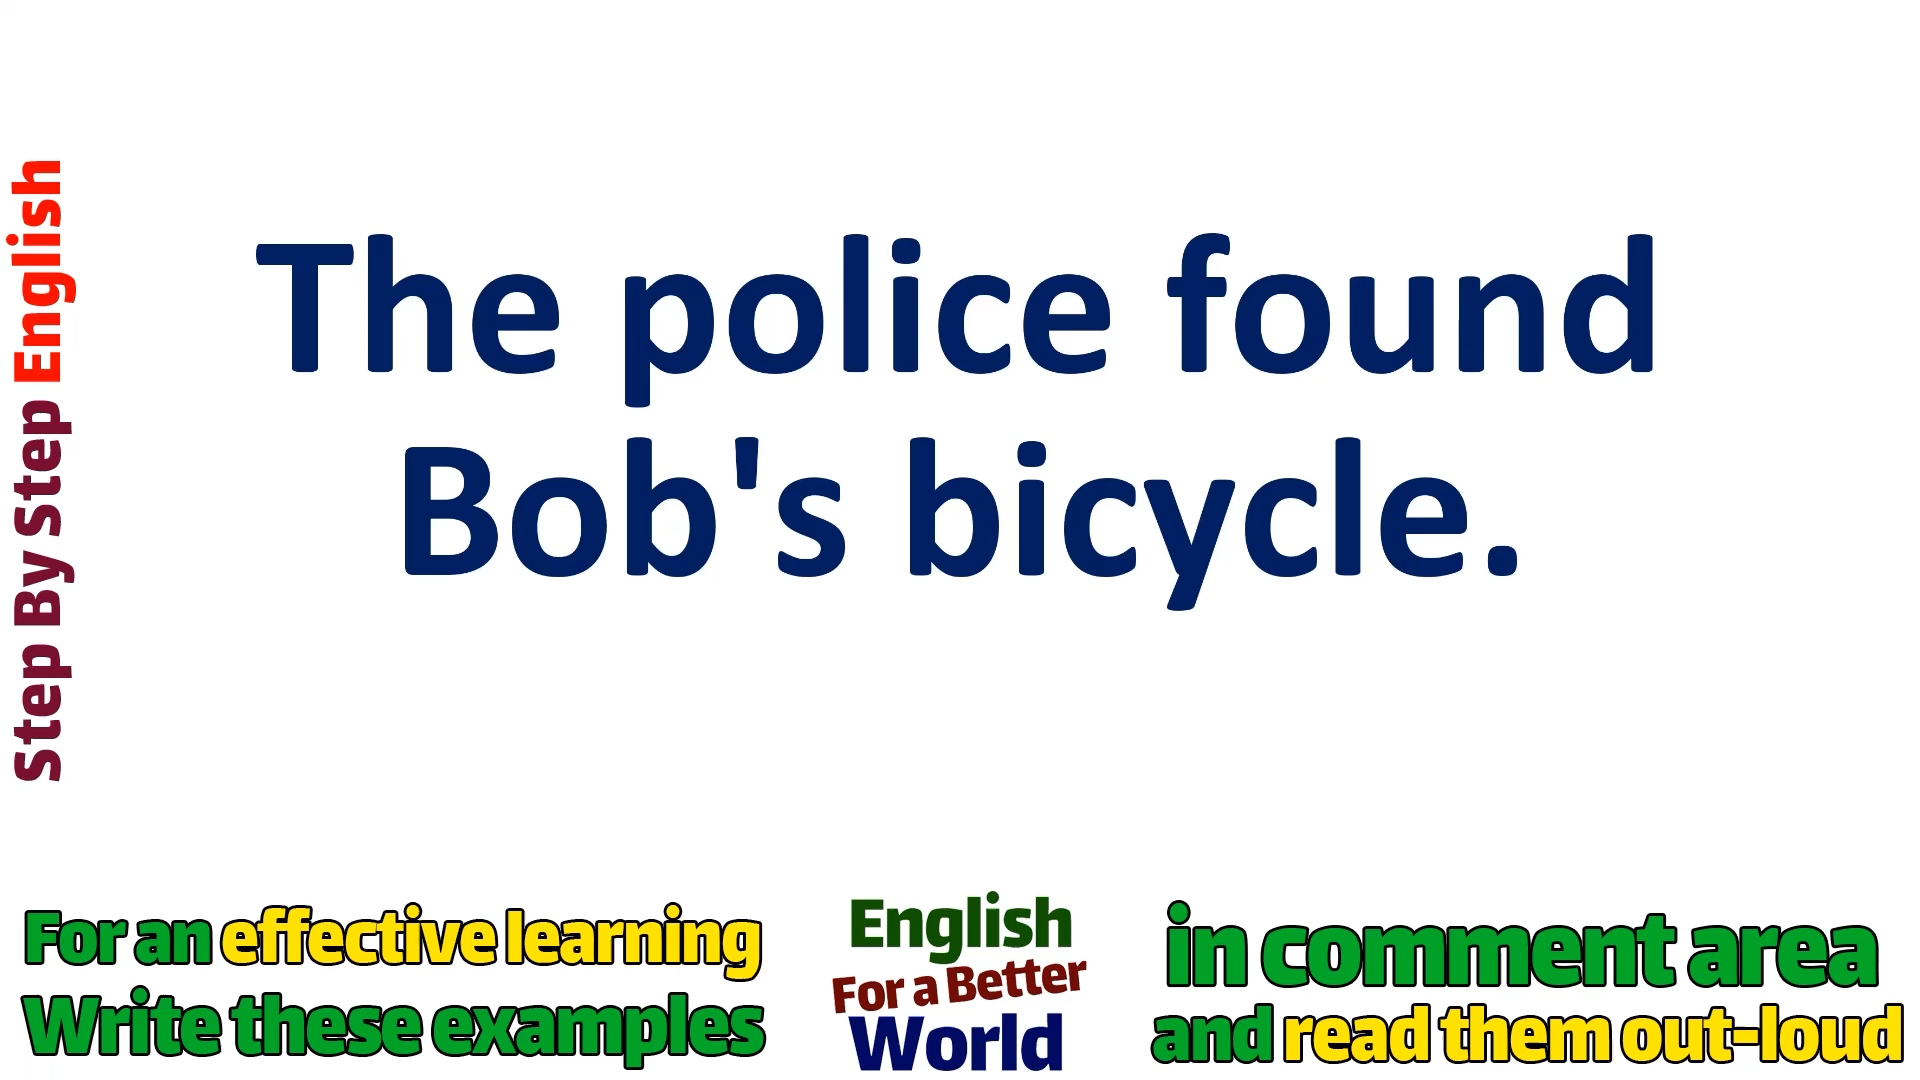 Step By Step English
The police found
Bob's bicycle.
For an effective learning
Write these examples
English
For a Better
World
in comment area
and read them out-loud